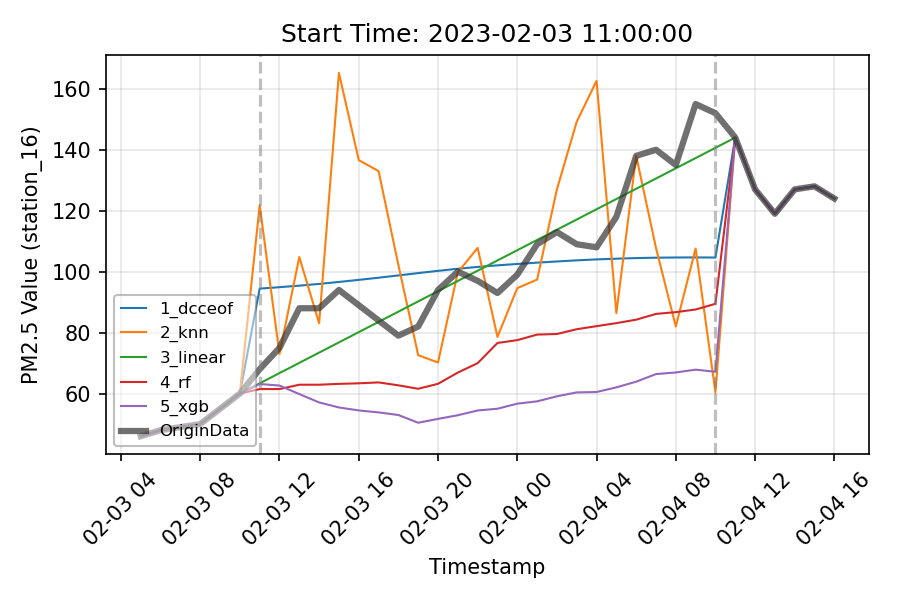 Start Time: 2023-02-03 11:00:00
PM2.5 Value (station_16)
160
140
120
100
80
60
1_dcceof
2_knn
3_linear
4_rf
5_xgb
OriginData
02-03 04
02-03 08
02-03 12
02-03 16
02-03 20
02-04 00
02-04 04
02-04 08
02-04 12
02-04 16
Timestamp